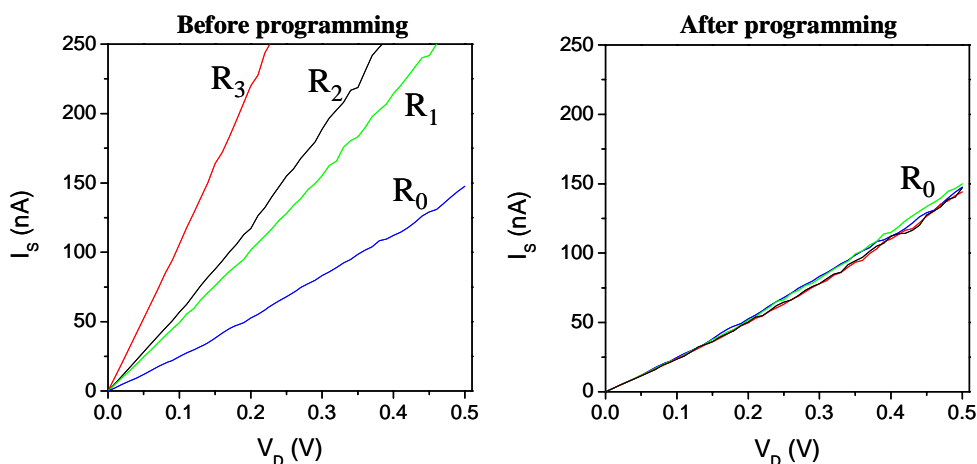 Before programming
250
200
150
100
50
0
I_S (nA)
R_3
R_2
R_1
R_0
0.0 0.1 0.2 0.3 0.4 0.5
V_D (V)
After programming
250
200
150
100
50
0
I_S (nA)
R_0
0.0 0.1 0.2 0.3 0.4 0.5
V_D (V)